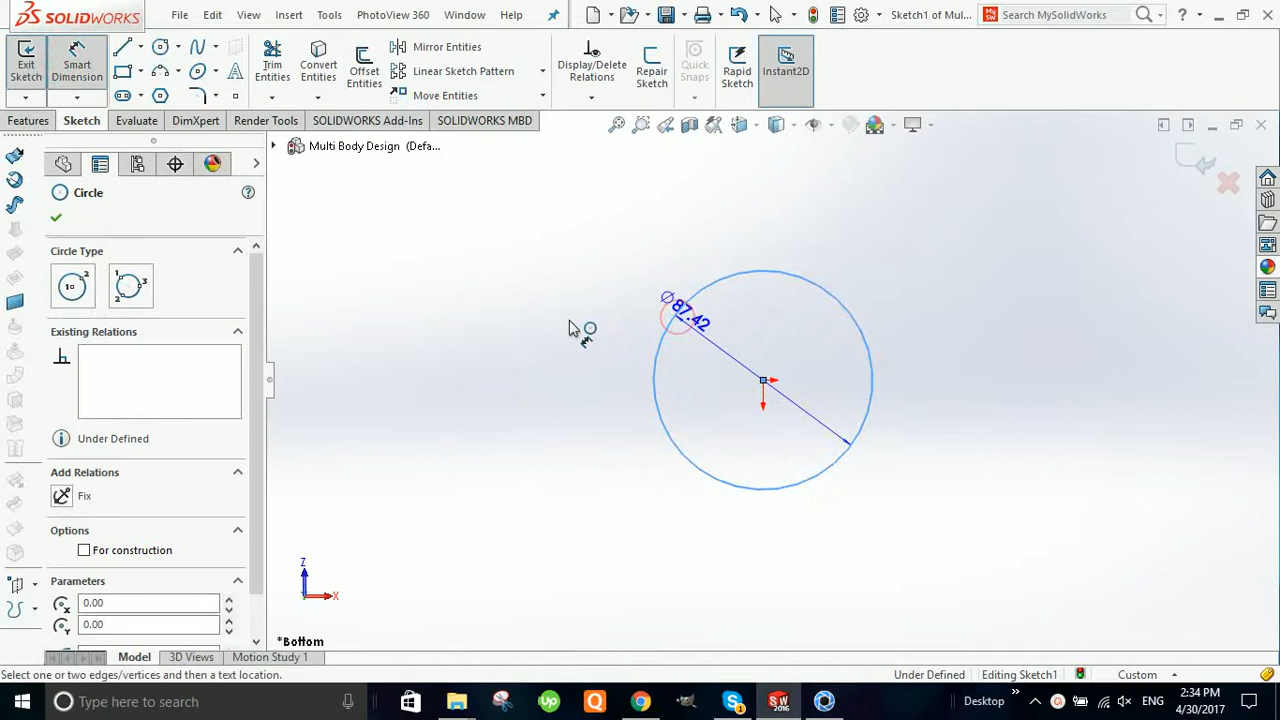 SOLIDWORKS File Edit View Insert Tools PhotoView 360 Window Help Sketch1 of Mul... Search MySolidWorks ?
Exit Sketch
Smart Dimension
Trim Entities
Convert Entities
Offset Entities
Mirror Entities
Linear Sketch Pattern
Move Entities
Display/Delete Relations
Repair Sketch
Quick Snaps
Rapid Sketch
Instant2D
Features Sketch Evaluate DimXpert Render Tools SOLIDWORKS Add-Ins SOLIDWORKS MBD
Multi Body Design (Defa...
Circle
Circle Type
Existing Relations
Under Defined
Add Relations
Fix
Options
For construction
Parameters
0.00
0.00
∅87.42
Z
X
*Bottom
Model 3D Views Motion Study 1
Select one or two edges/vertices and then a text location. Under Defined Editing Sketch1 Custom
Type here to search Desktop ENG 2:34 PM
4/30/2017